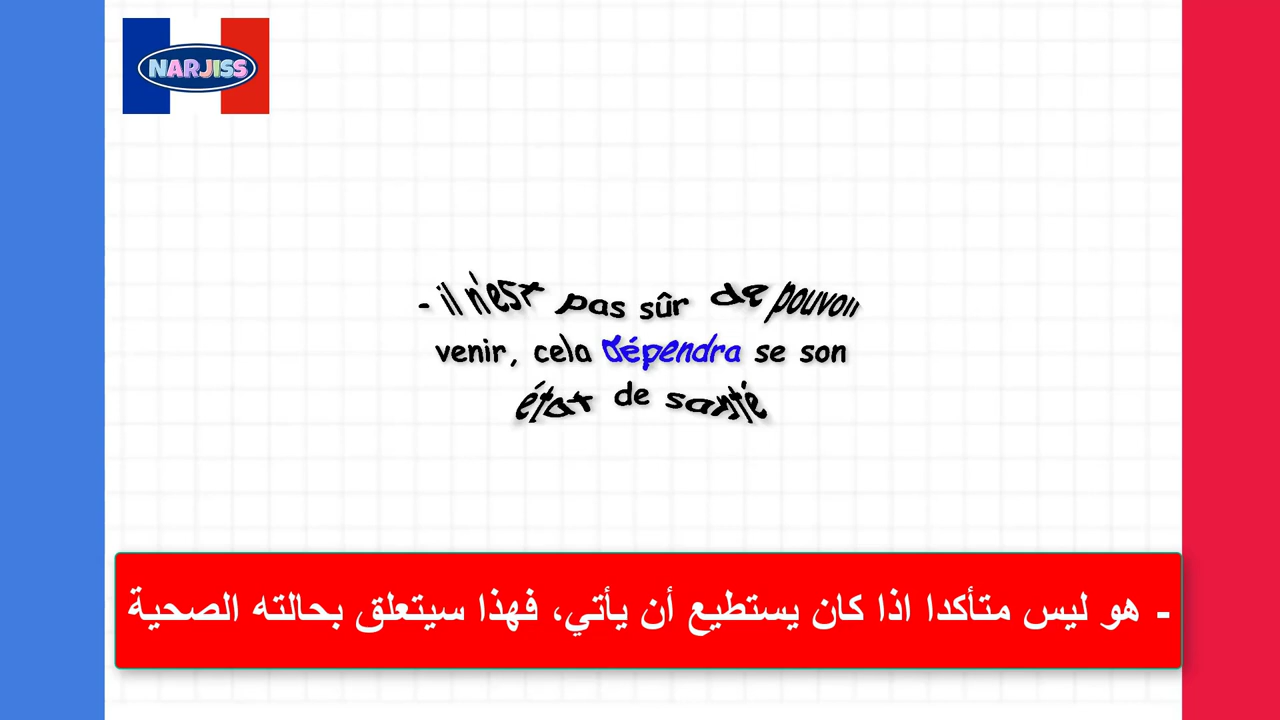 NARJISS
- il n'est pas sûr de pouvoir
venir, cela dépendra se son
état de santé
- هو ليس متأكدا اذا كان يستطيع أن يأتي، فهذا سيتعلق بحالته الصحية